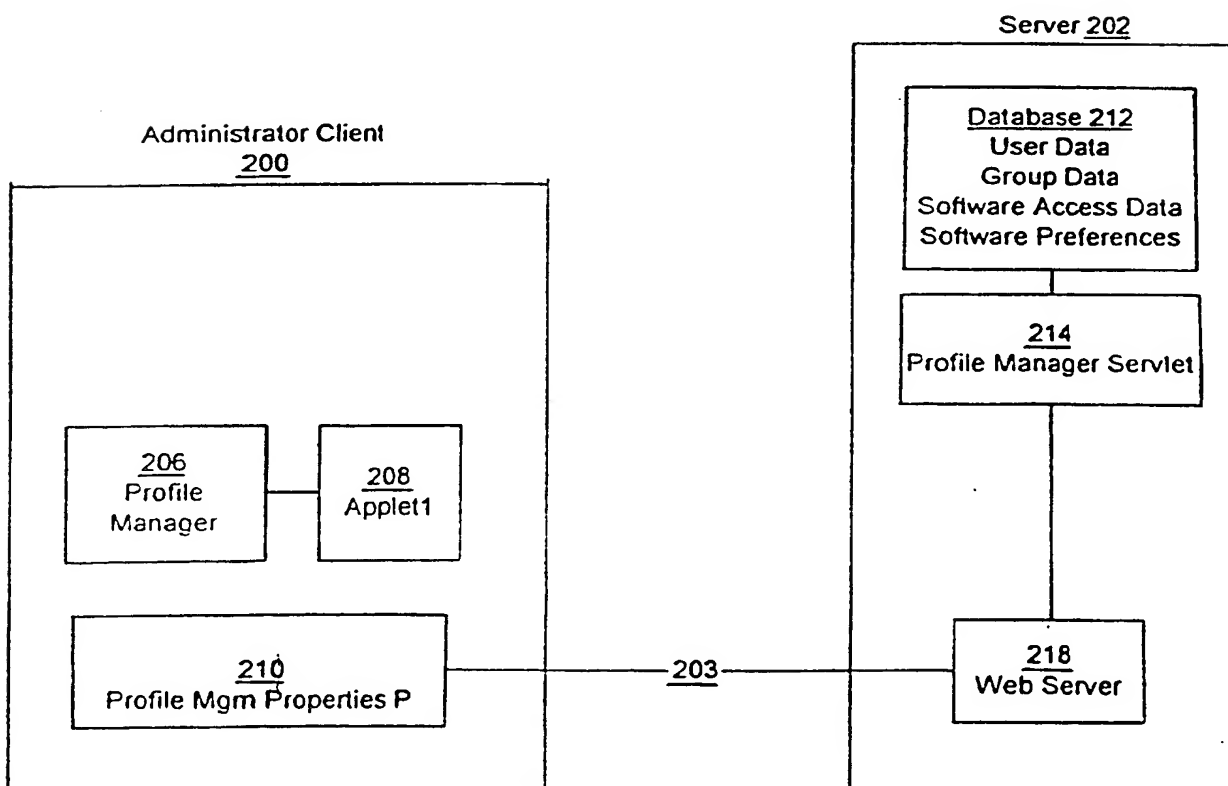 Server 202
Administrator Client
200
Database 212
User Data
Group Data
Software Access Data
Software Preferences
214
Profile Manager Servlet
206
Profile
Manager
208
Applet1
210
Profile Mgm Properties P
203
218
Web Server